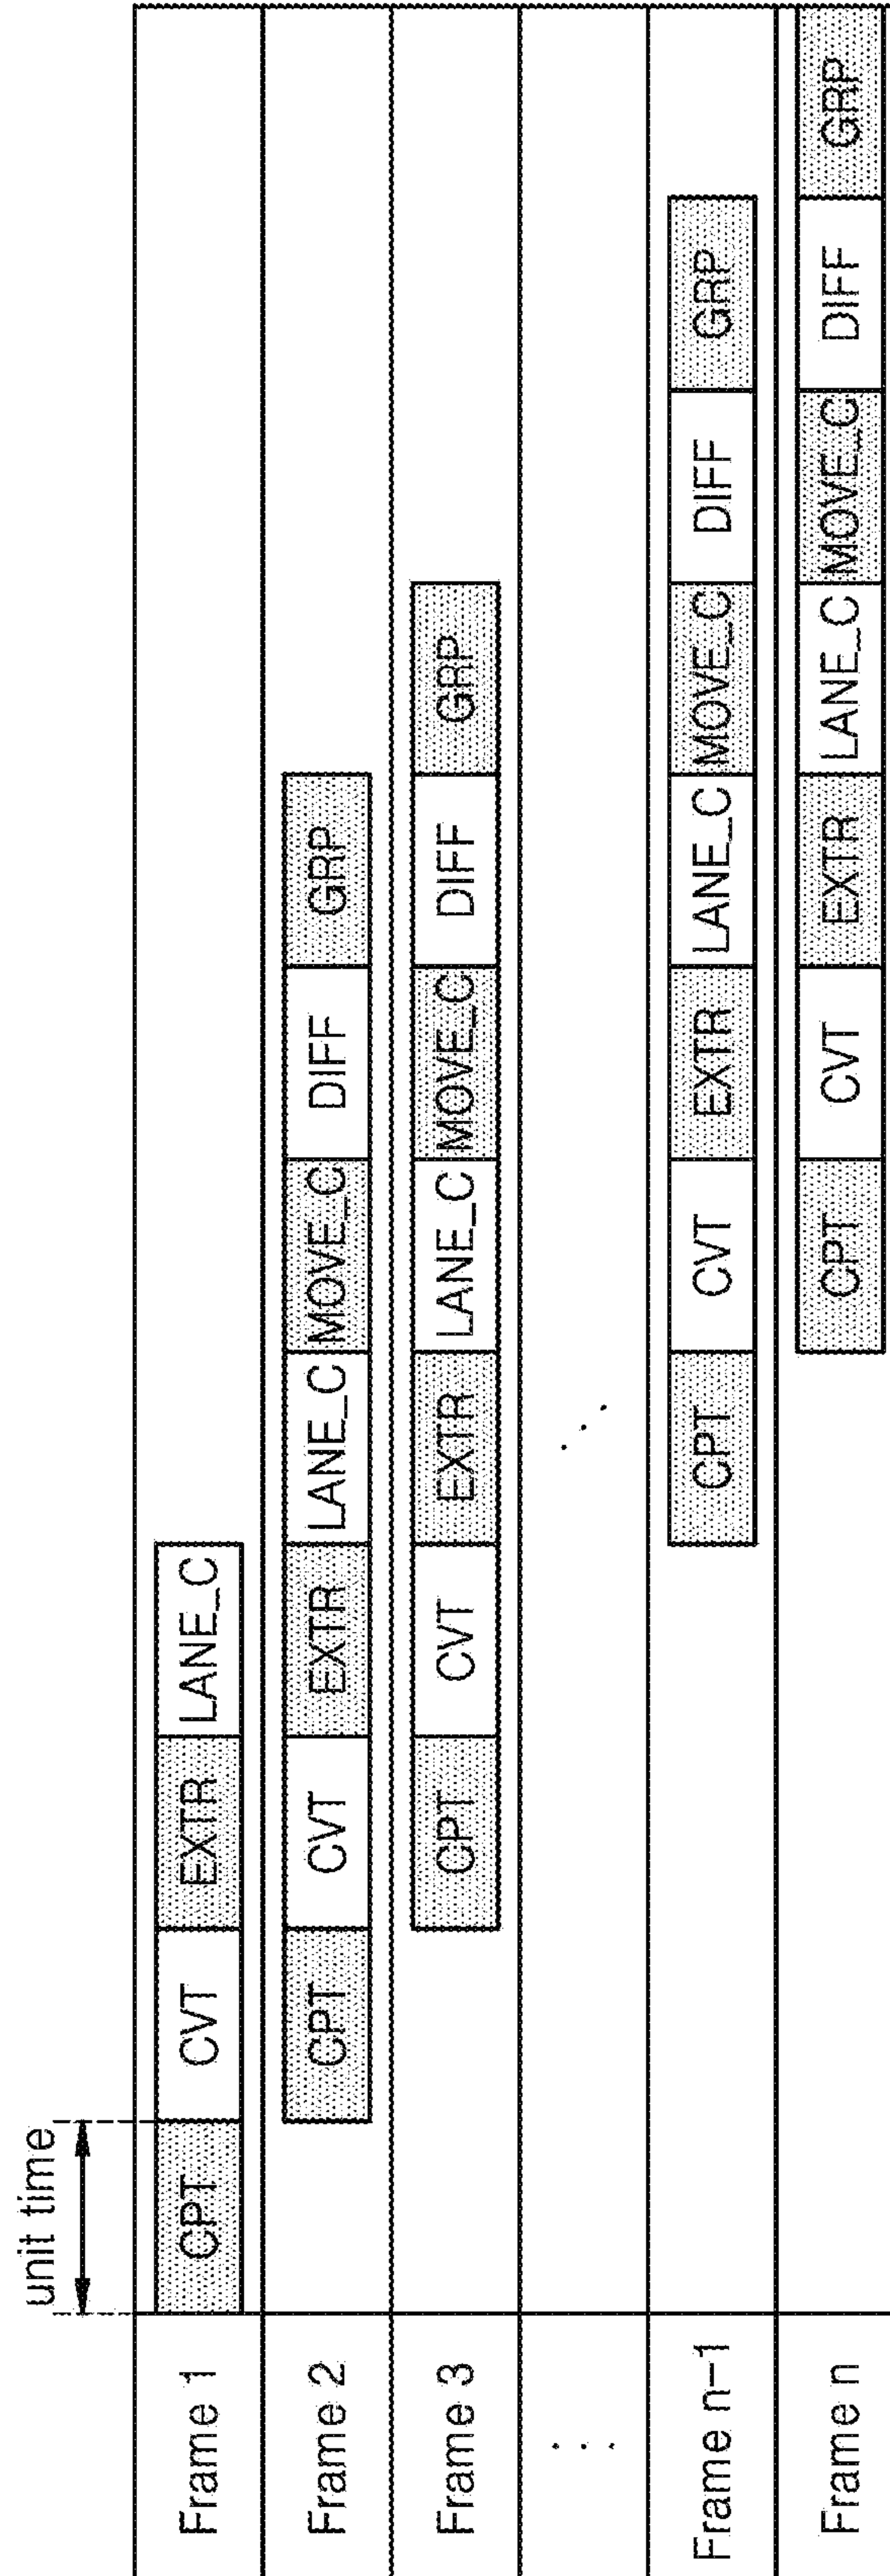 unit time
Frame 1 CPT CVT EXTR LANE_C
Frame 2 CPT CVT EXTR LANE_C MOVE_C DIFF GRP
Frame 3 CPT CVT EXTR LANE_C MOVE_C DIFF GRP
... ...
Frame n-1 CPT CVT EXTR LANE_C MOVE_C DIFF GRP
Frame n CPT CVT EXTR LANE_C MOVE_C DIFF GRP